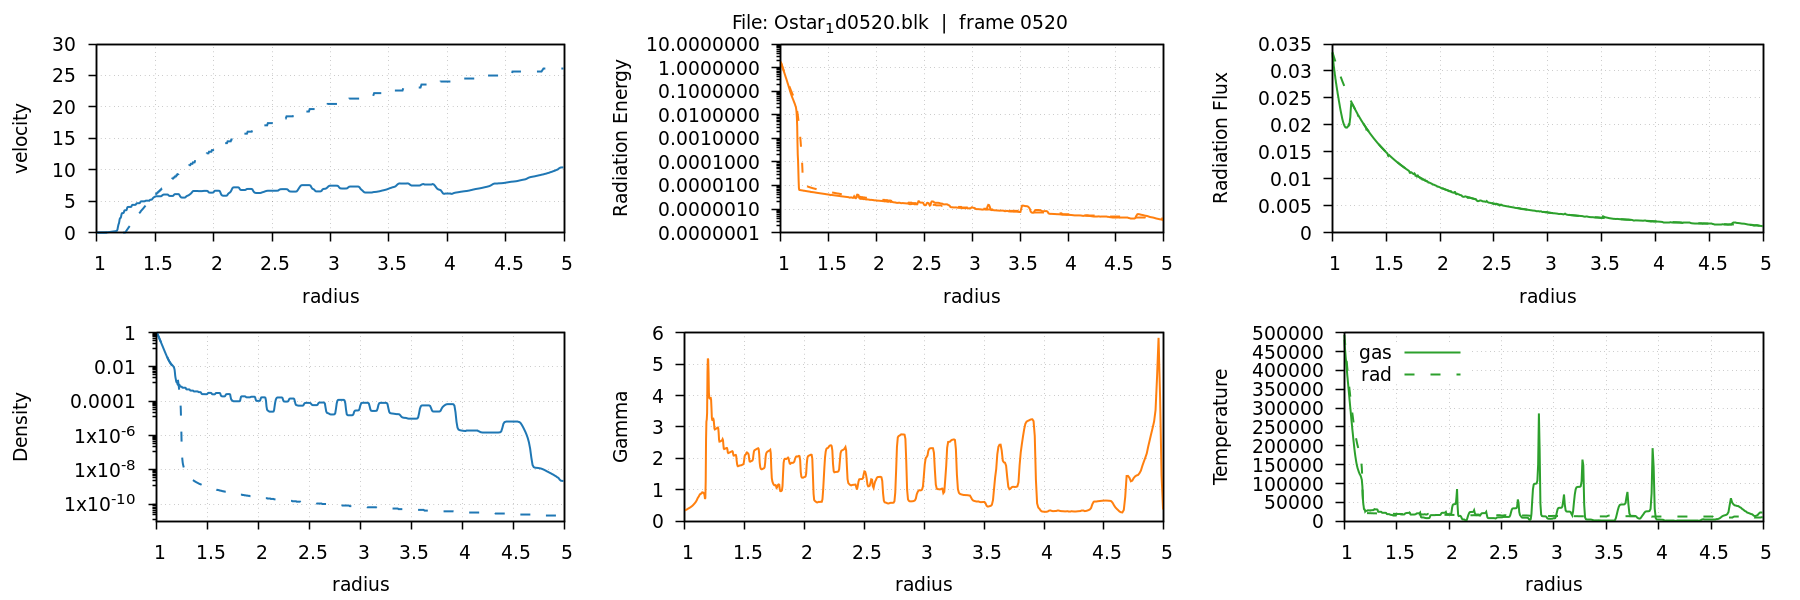 File: Ostar₁d0520.blk | frame 0520
30
25
20
15
10
5
0
velocity
1 1.5 2 2.5 3 3.5 4 4.5 5
radius
10.0000000
1.0000000
0.1000000
0.0100000
0.0010000
0.0001000
0.0000100
0.0000010
0.0000001
Radiation Energy
1 1.5 2 2.5 3 3.5 4 4.5 5
radius
0.035
0.03
0.025
0.02
0.015
0.01
0.005
0
Radiation Flux
1 1.5 2 2.5 3 3.5 4 4.5 5
radius
1
0.01
0.0001
1x10⁻⁶
1x10⁻⁸
1x10⁻¹⁰
Density
1 1.5 2 2.5 3 3.5 4 4.5 5
radius
6
5
4
3
2
1
0
Gamma
1 1.5 2 2.5 3 3.5 4 4.5 5
radius
500000
450000
400000
350000
300000
250000
200000
150000
100000
50000
0
Temperature
gas
rad
1 1.5 2 2.5 3 3.5 4 4.5 5
radius